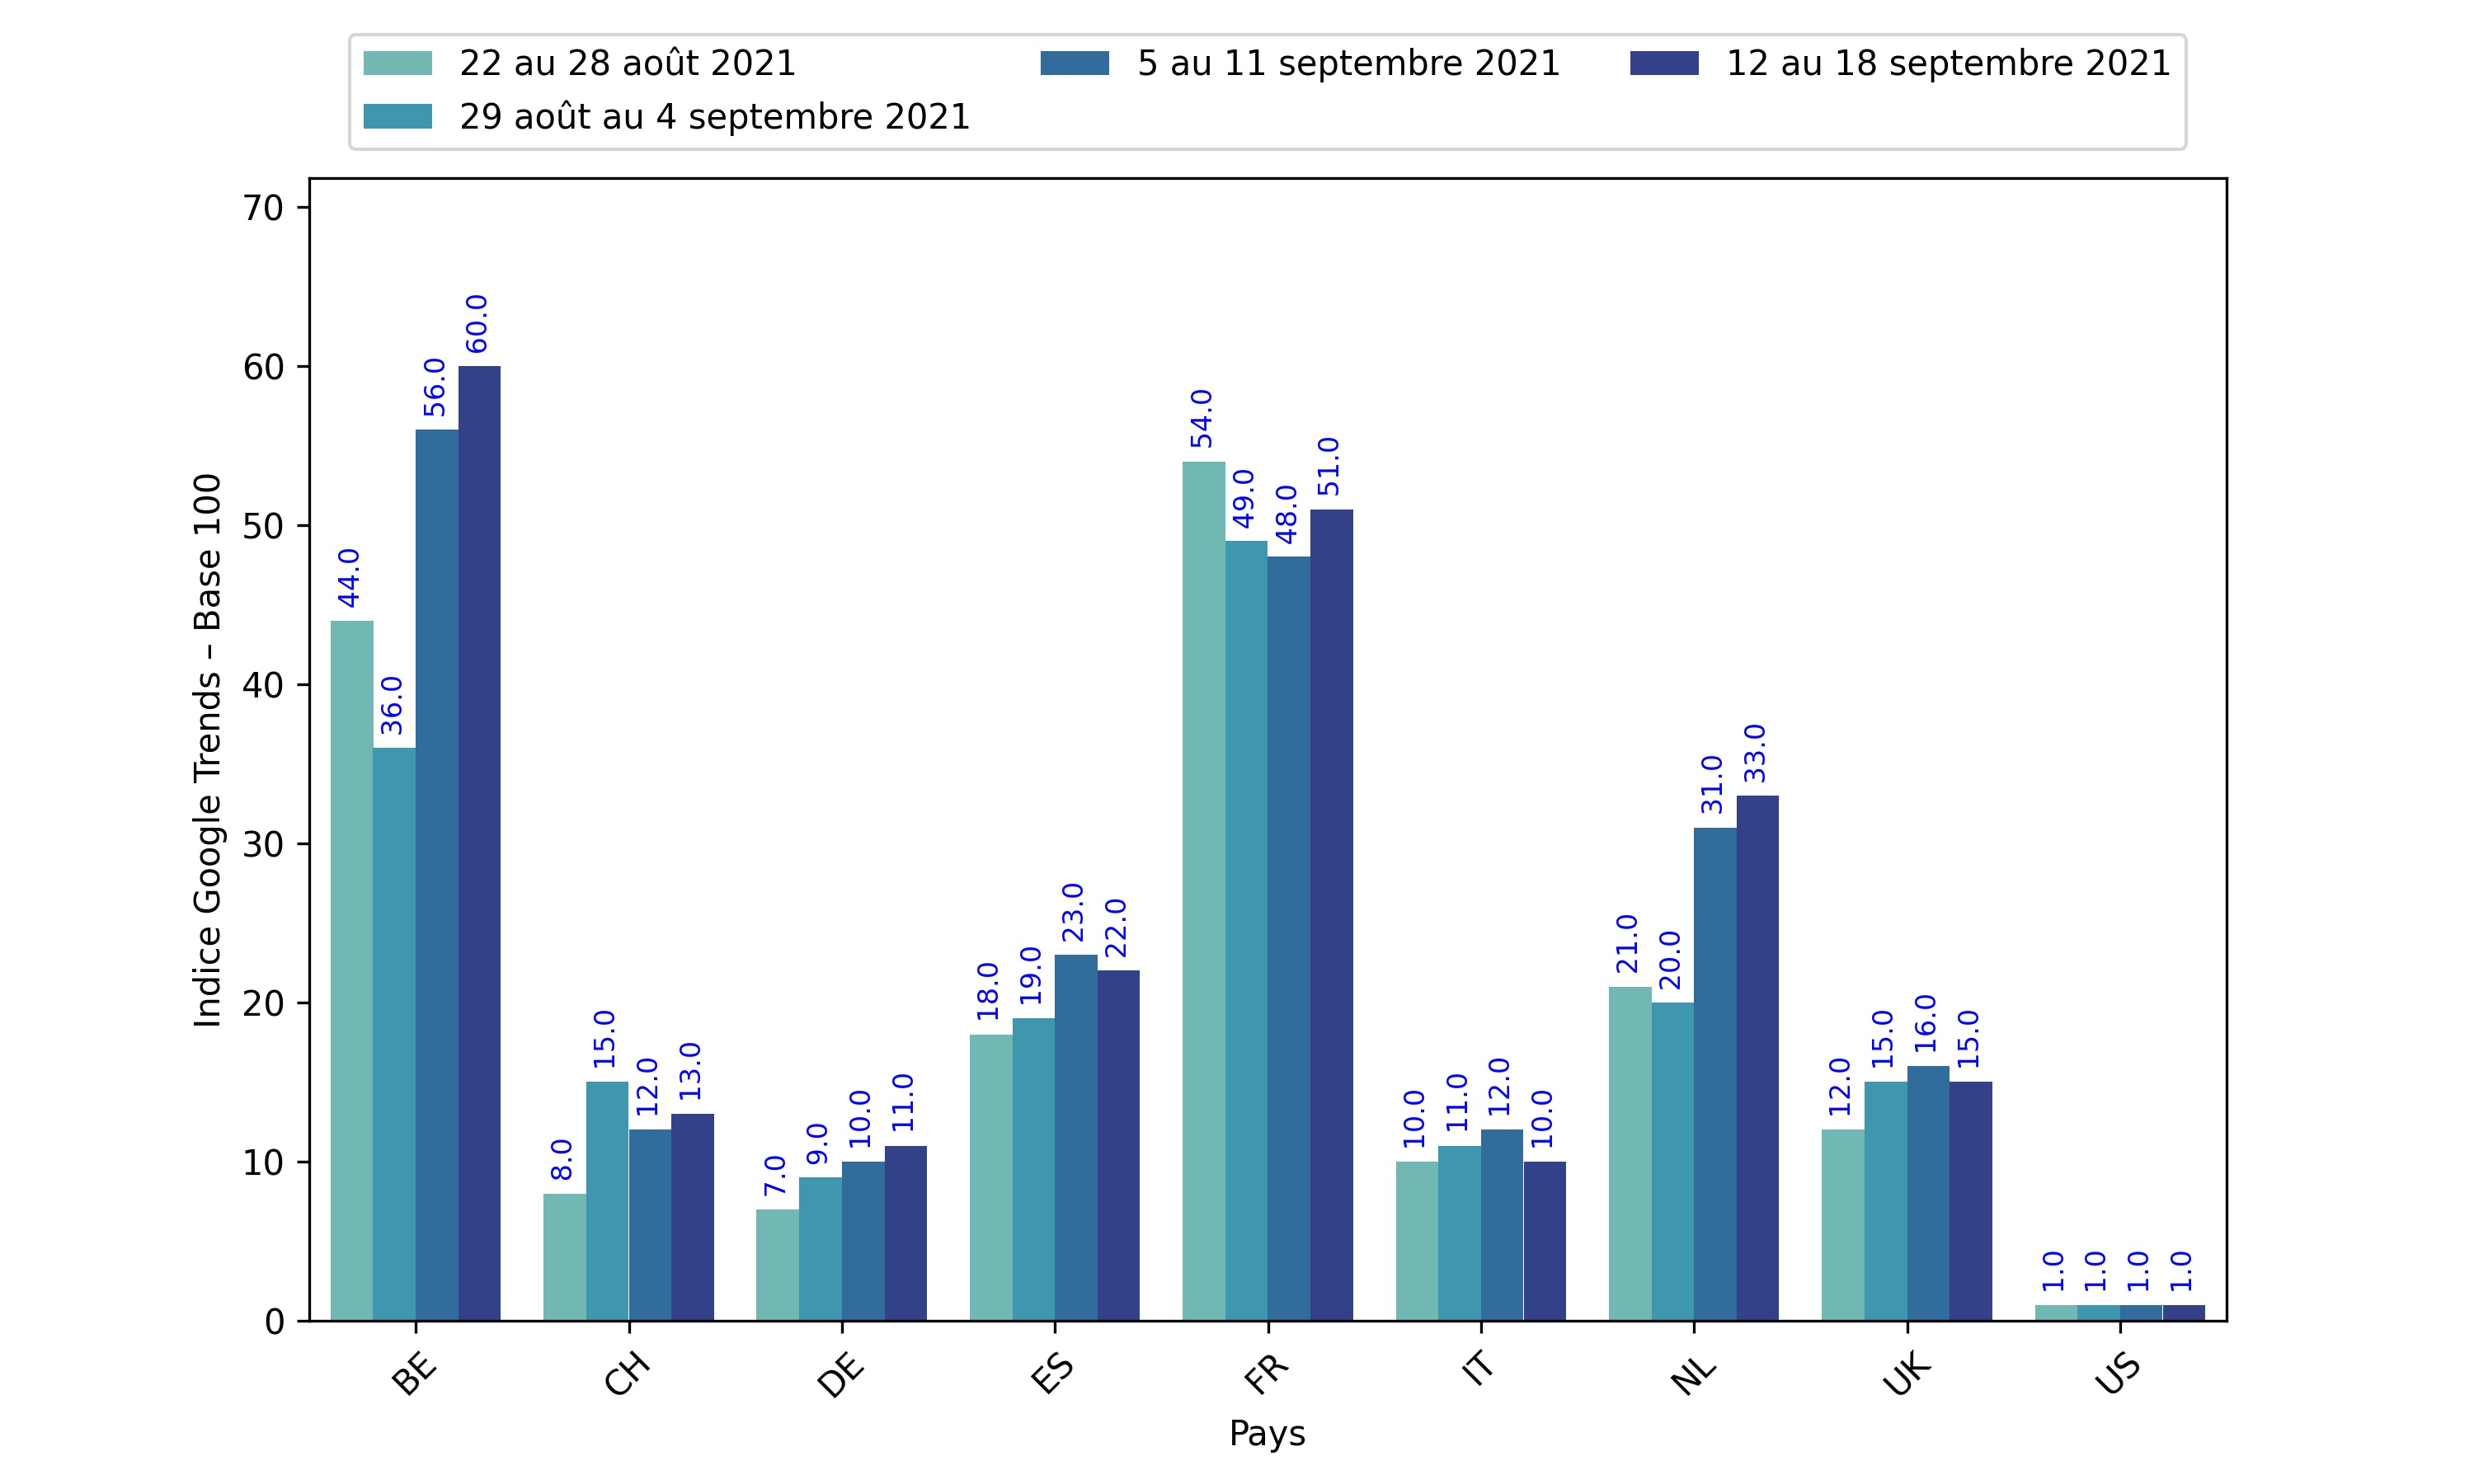 22 au 28 août 2021
29 août au 4 septembre 2021
5 au 11 septembre 2021
12 au 18 septembre 2021
Indice Google Trends – Base 100
70
60
50
40
30
20
10
0
44.0
36.0
56.0
60.0
8.0
15.0
12.0
13.0
7.0
9.0
10.0
11.0
18.0
19.0
23.0
22.0
54.0
49.0
48.0
51.0
10.0
11.0
12.0
10.0
21.0
20.0
31.0
33.0
12.0
15.0
16.0
15.0
1.0
1.0
1.0
1.0
BE
CH
DE
ES
FR
IT
NL
UK
US
Pays